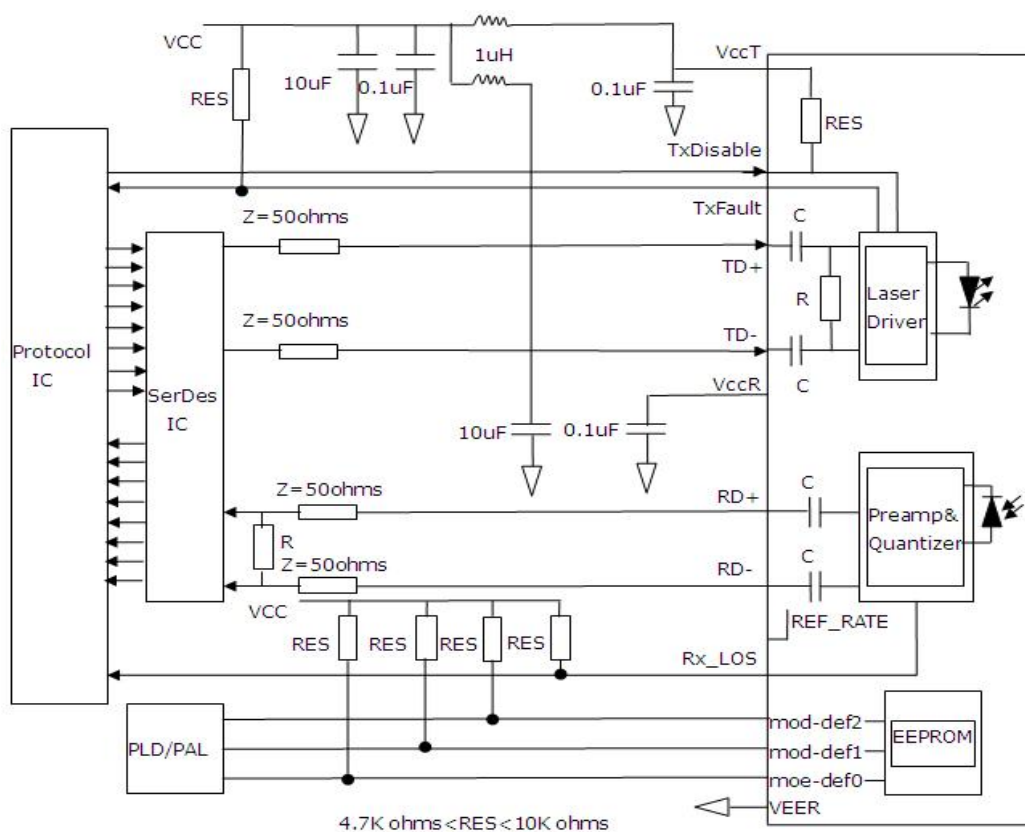 VCC
1uH
VccT
10uF
0.1uF
0.1uF
RES
RES
TxDisable
TxFault
Z=50ohms
C
TD+
R
Laser
Driver
Z=50ohms
TD-
C
Protocol
IC
SerDes
IC
VccR
10uF
0.1uF
Z=50ohms
RD+
C
Preamp&
Quantizer
R
Z=50ohms
RD-
C
VCC
REF_RATE
RES
RES
RES
RES
Rx_LOS
PLD/PAL
mod-def2
mod-def1
moe-def0
EEPROM
VEER
4.7K ohms<RES<10K ohms